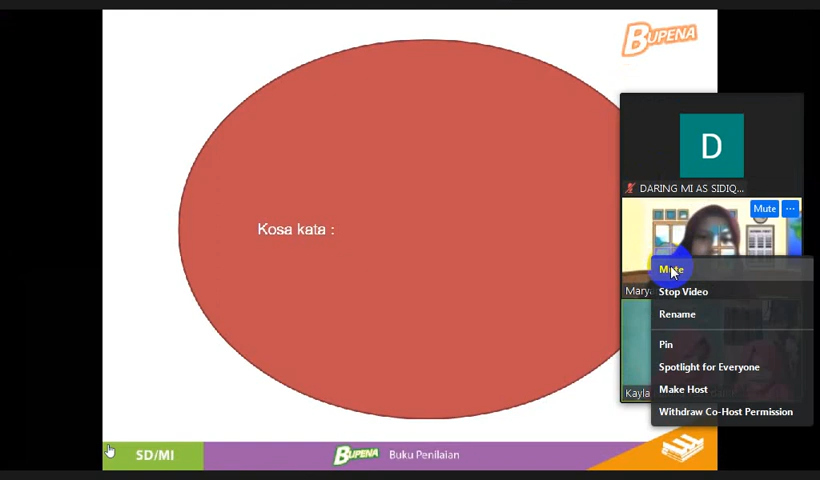 BUPENA
D
DARING MI AS SIDIQ...
Mute ...
Kosa kata :
Mute
Mary
Stop Video
Rename
Pin
Spotlight for Everyone
Kayla
Make Host
Withdraw Co-Host Permission
SD/MI
BUPENA Buku Penilaian